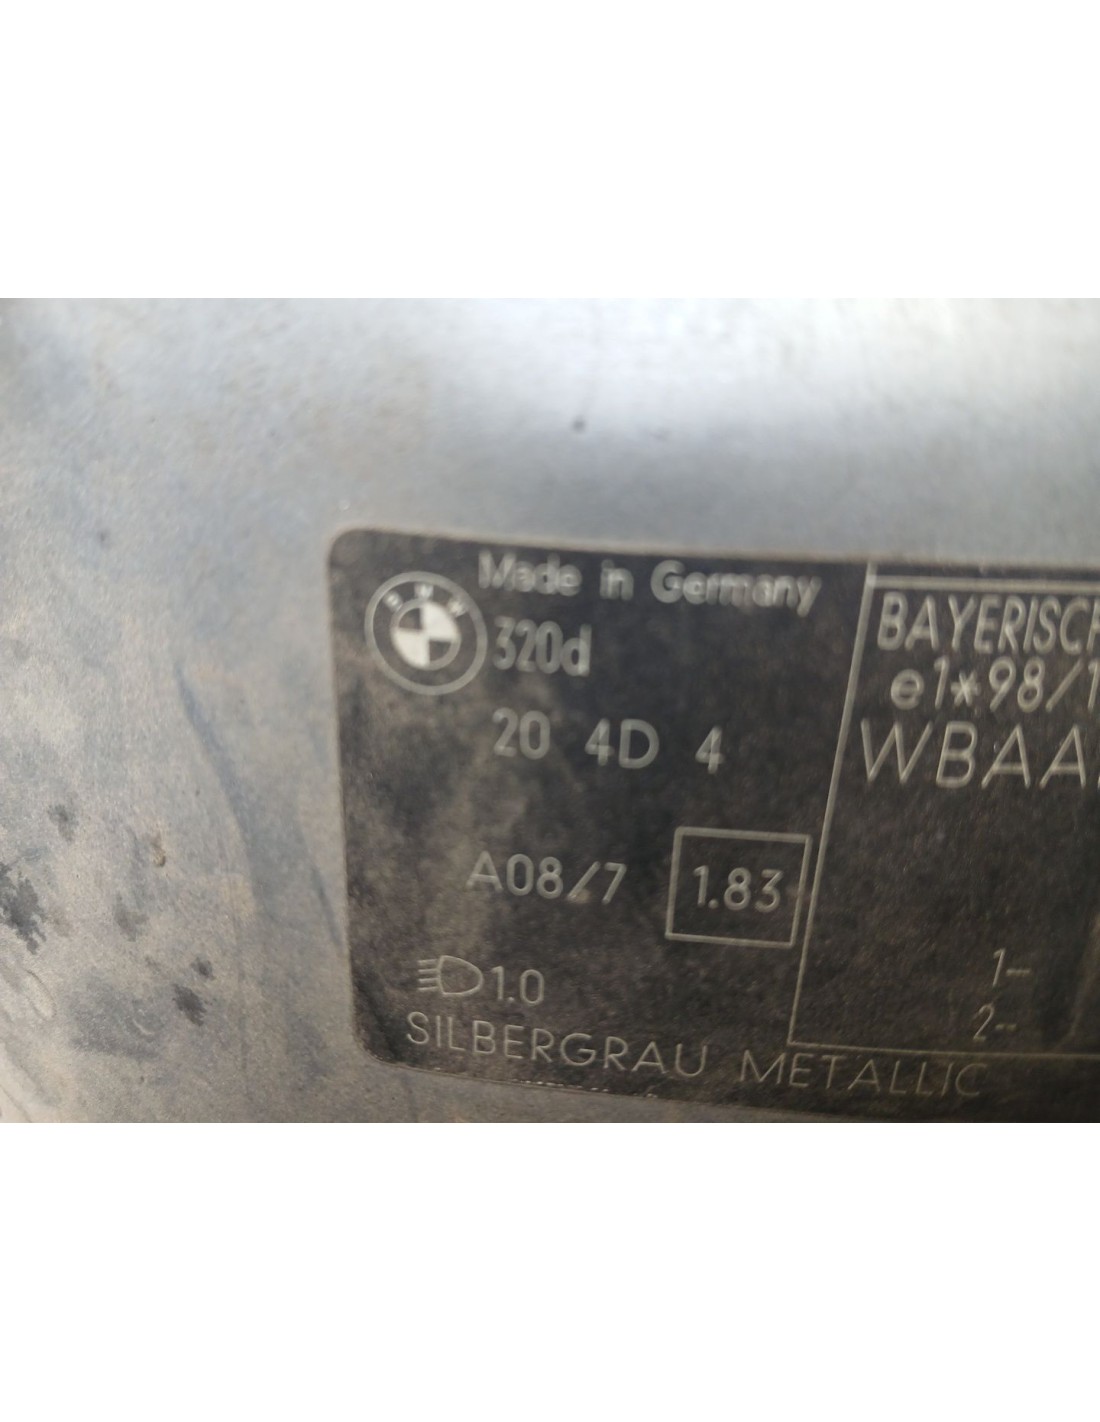 Made in Germany
BMW
320d
20 4D 4
A08/7
1.83
1.0
SILBERGRAU METALLIC
BAYERISCH
e1*98/1
WBAA
1--
2--